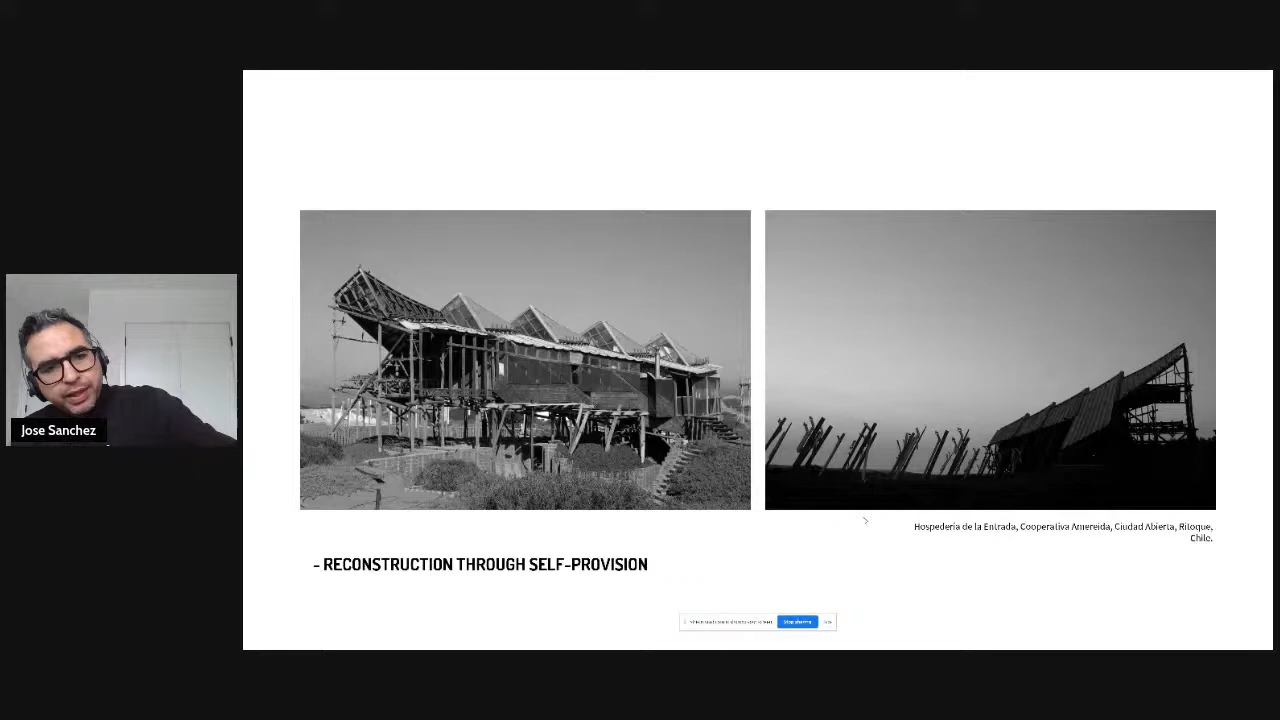 Jose Sanchez
Hospedería de la Entrada, Cooperativa Amereida, Ciudad Abierta, Ritoque,
Chile.
- RECONSTRUCTION THROUGH SELF-PROVISION
Stop sharing